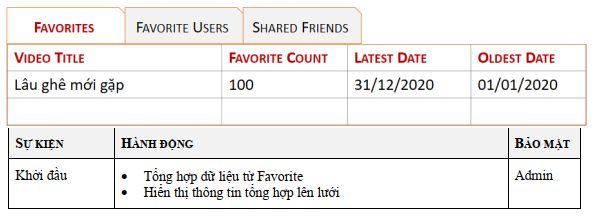 FAVORITES FAVORITE USERS SHARED FRIENDS
VIDEO TITLE FAVORITE COUNT LATEST DATE OLDEST DATE
Lâu ghê mới gặp 100 31/12/2020 01/01/2020
SỰ KIỆN HÀNH ĐỘNG BẢO MẬT
Khởi đầu • Tổng hợp dữ liệu từ Favorite Admin
• Hiển thị thông tin tổng hợp lên lưới